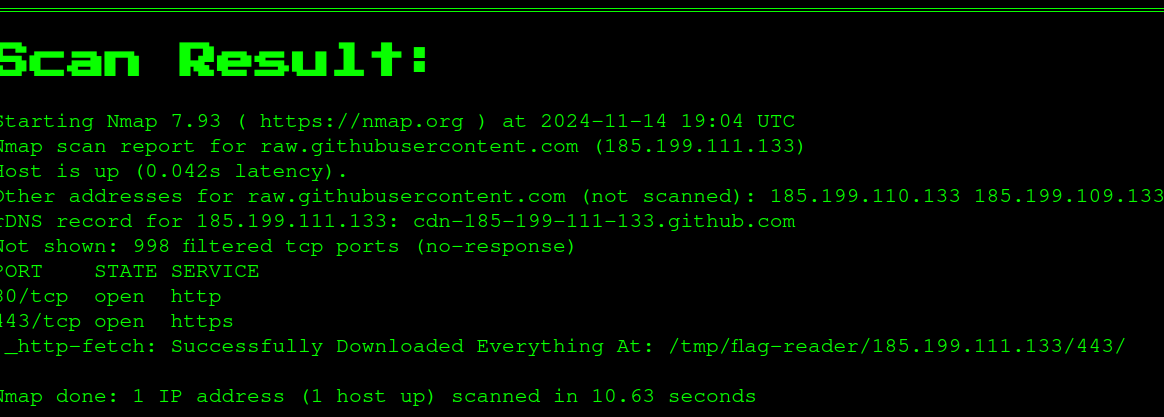 Scan Result:
Starting Nmap 7.93 ( https://nmap.org ) at 2024-11-14 19:04 UTC
Nmap scan report for raw.githubusercontent.com (185.199.111.133)
Host is up (0.042s latency).
Other addresses for raw.githubusercontent.com (not scanned): 185.199.110.133 185.199.109.133
rDNS record for 185.199.111.133: cdn-185-199-111-133.github.com
Not shown: 998 filtered tcp ports (no-response)
PORT    STATE SERVICE
80/tcp  open  http
443/tcp open  https
|_http-fetch: Successfully Downloaded Everything At: /tmp/flag-reader/185.199.111.133/443/
Nmap done: 1 IP address (1 host up) scanned in 10.63 seconds